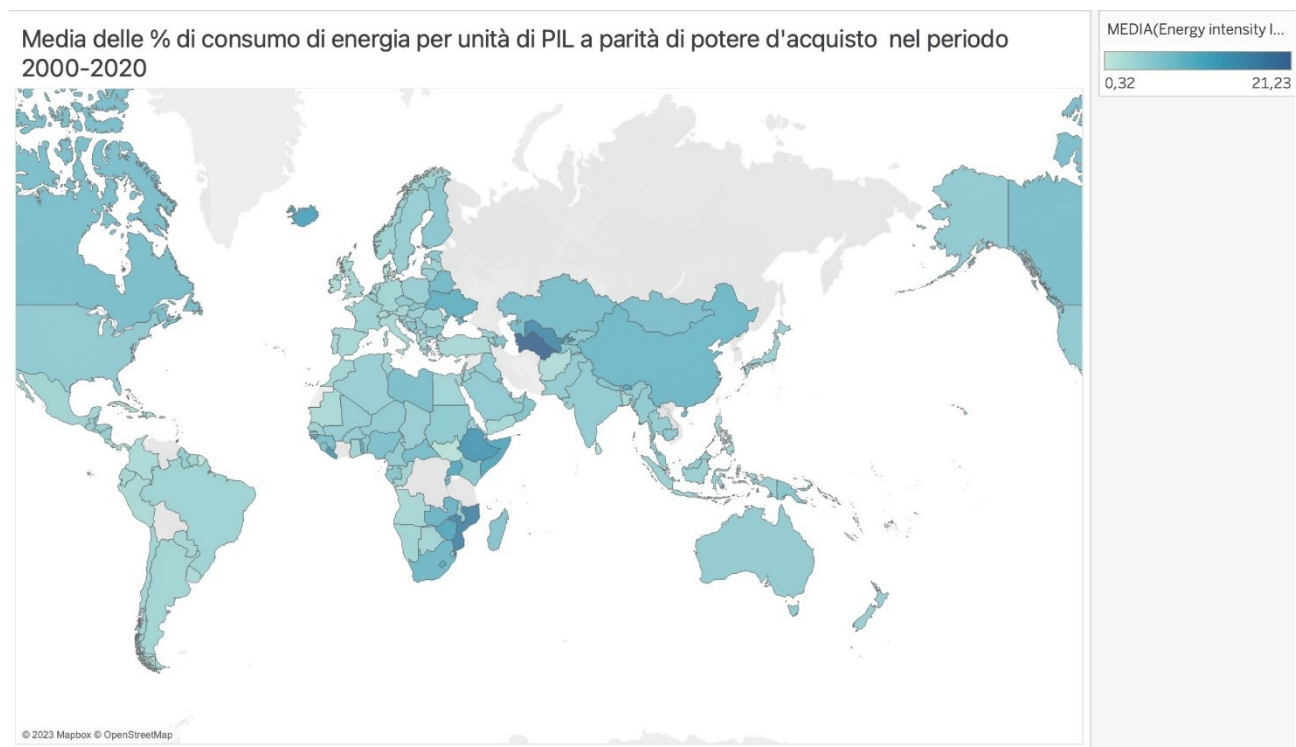 Media delle % di consumo di energia per unità di PIL a parità di potere d'acquisto  nel periodo
2000-2020
MEDIA(Energy intensity l...
0,32 21,23
© 2023 Mapbox © OpenStreetMap